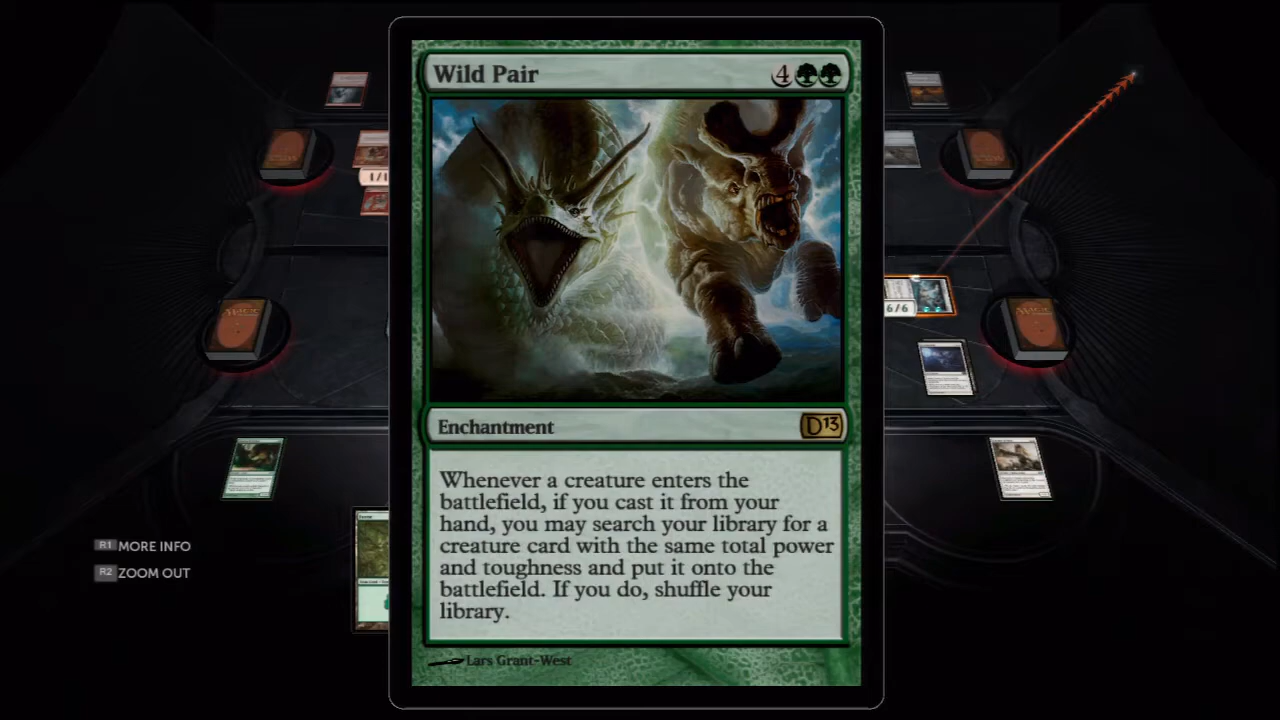 Wild Pair 4
Enchantment D13
Whenever a creature enters the
battlefield, if you cast it from your
hand, you may search your library for a
creature card with the same total power
and toughness and put it onto the
battlefield. If you do, shuffle your
library.
Lars Grant-West
1/1
6/6
R1 MORE INFO
R2 ZOOM OUT